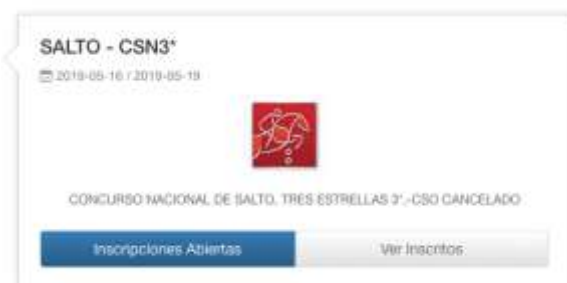 SALTO - CSN3*
2019-05-16 / 2019-05-19
CONCURSO NACIONAL DE SALTO, TRES ESTRELLAS 3*.-CSO CANCELADO
Inscripciones Abiertas
Ver Inscritos